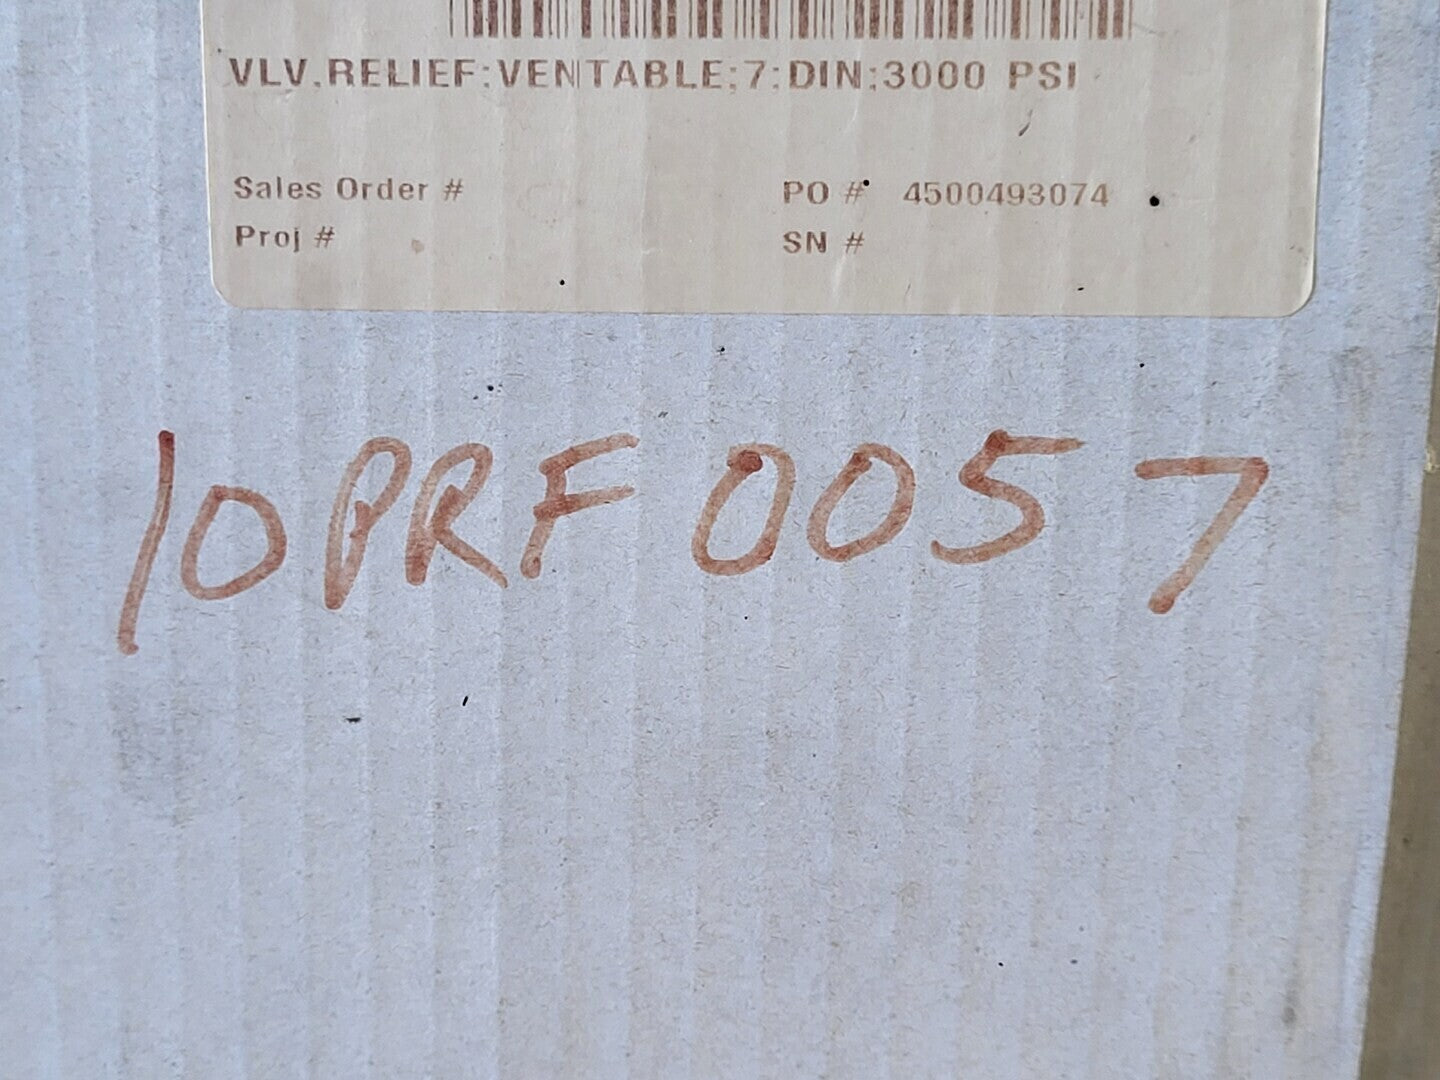 VLV,RELIEF;VENTABLE;7;DIN;3000 PSI
Sales Order # PO # 4500493074
Proj # SN #
10PRF0057